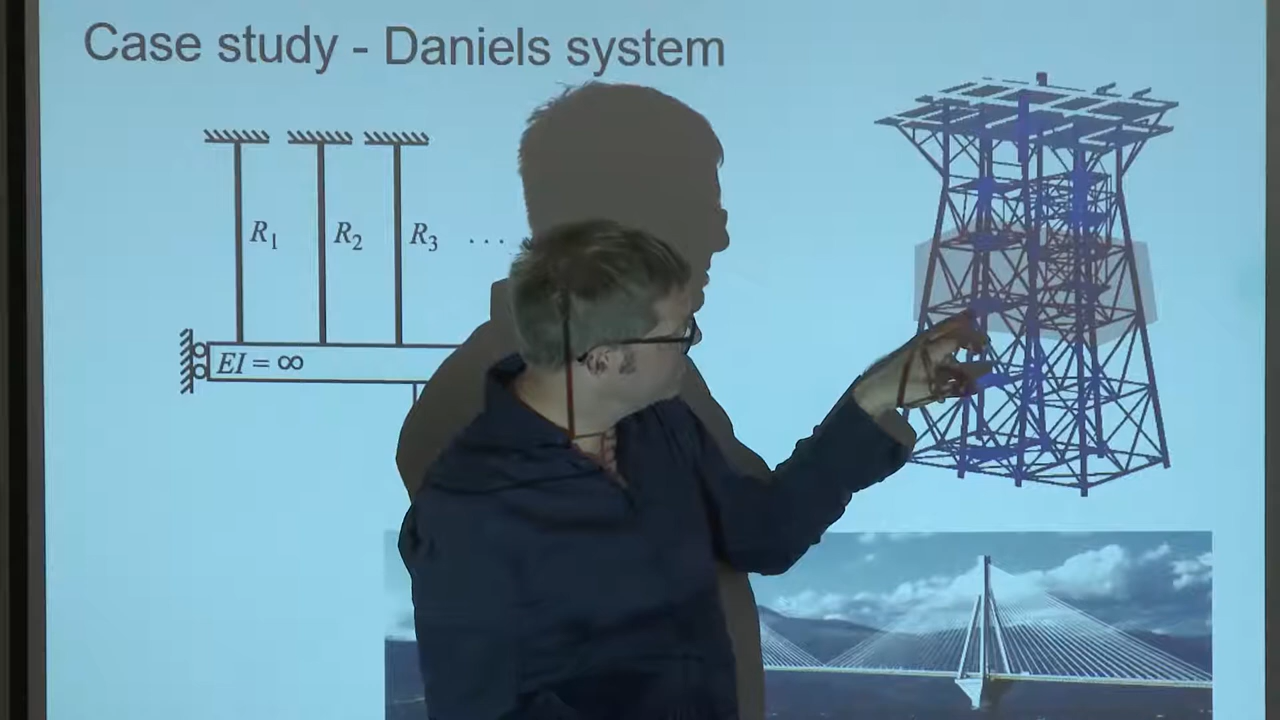 Case study - Daniels system
R₁ R₂ R₃ ...
EI = ∞